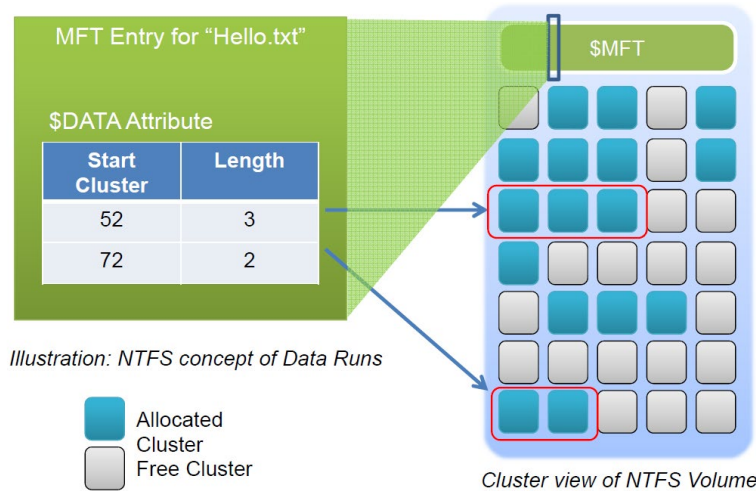 MFT Entry for "Hello.txt"
$MFT
$DATA Attribute
Start Cluster
Length
52
3
72
2
Illustration: NTFS concept of Data Runs
Allocated
Cluster
Free Cluster
Cluster view of NTFS Volume